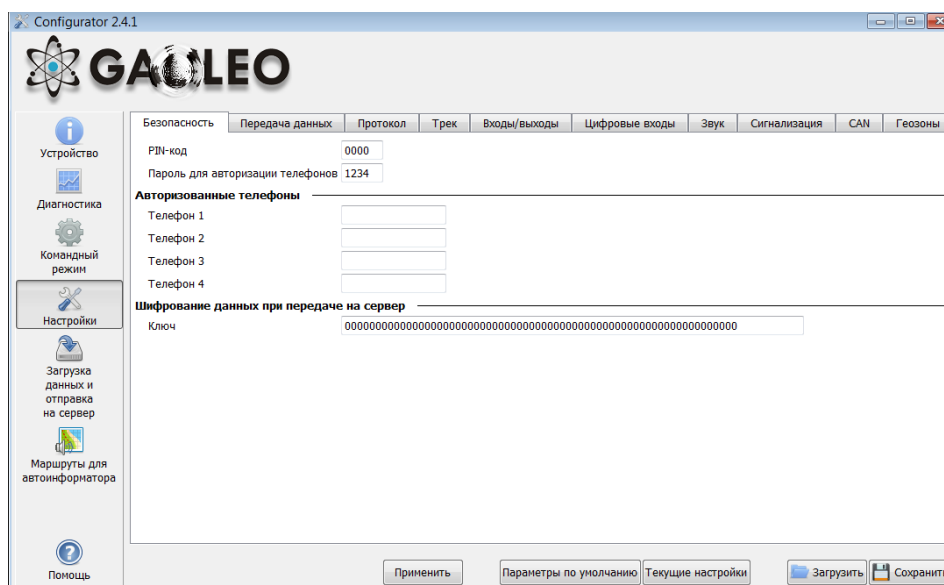 Configurator 2.4.1
GALILEO
Устройство
Диагностика
Командный
режим
Настройки
Загрузка
данных и
отправка
на сервер
Маршруты для
автоинформатора
Помощь
Безопасность Передача данных Протокол Трек Входы/выходы Цифровые входы Звук Сигнализация CAN Геозоны
PIN-код 0000
Пароль для авторизации телефонов 1234
Авторизованные телефоны
Телефон 1
Телефон 2
Телефон 3
Телефон 4
Шифрование данных при передаче на сервер
Ключ 0000000000000000000000000000000000000000000000000000000000000000
Применить Параметры по умолчанию Текущие настройки Загрузить Сохранить